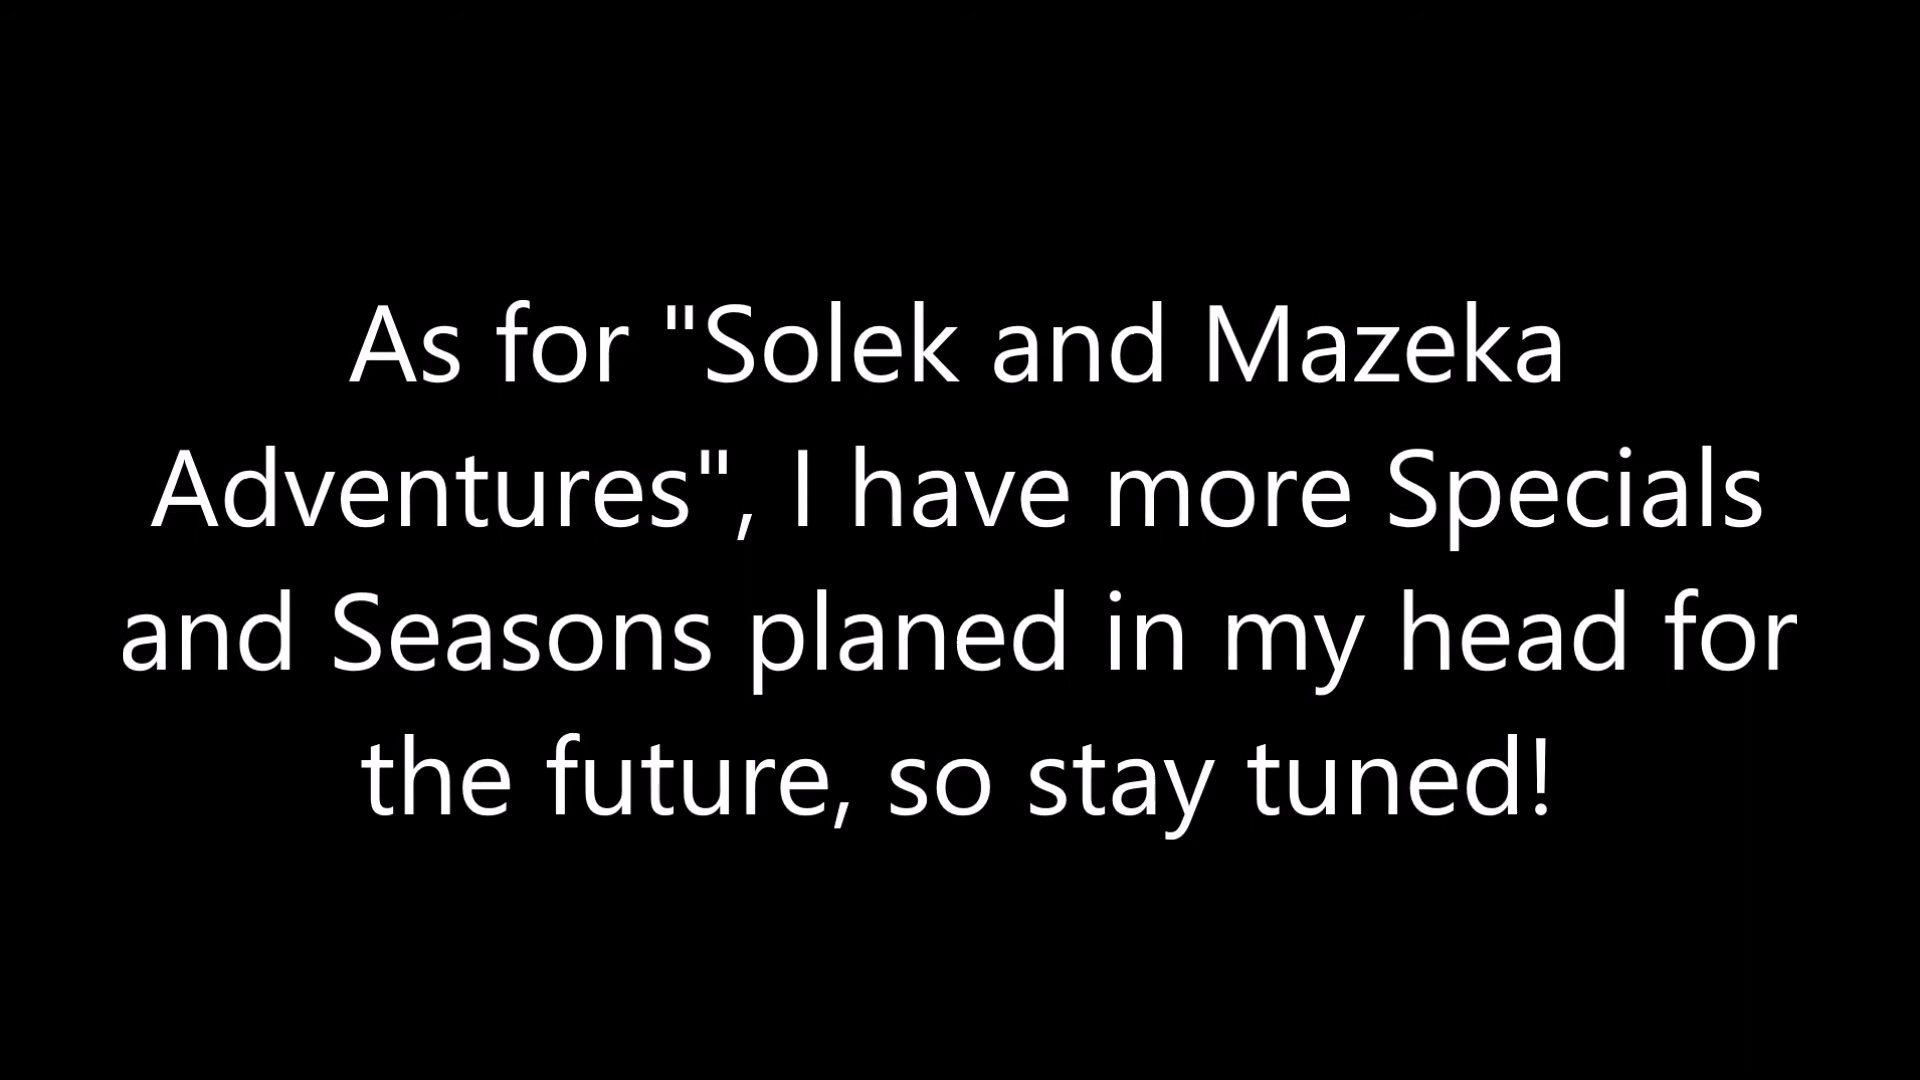 As for "Solek and Mazeka
Adventures", I have more Specials
and Seasons planed in my head for
the future, so stay tuned!